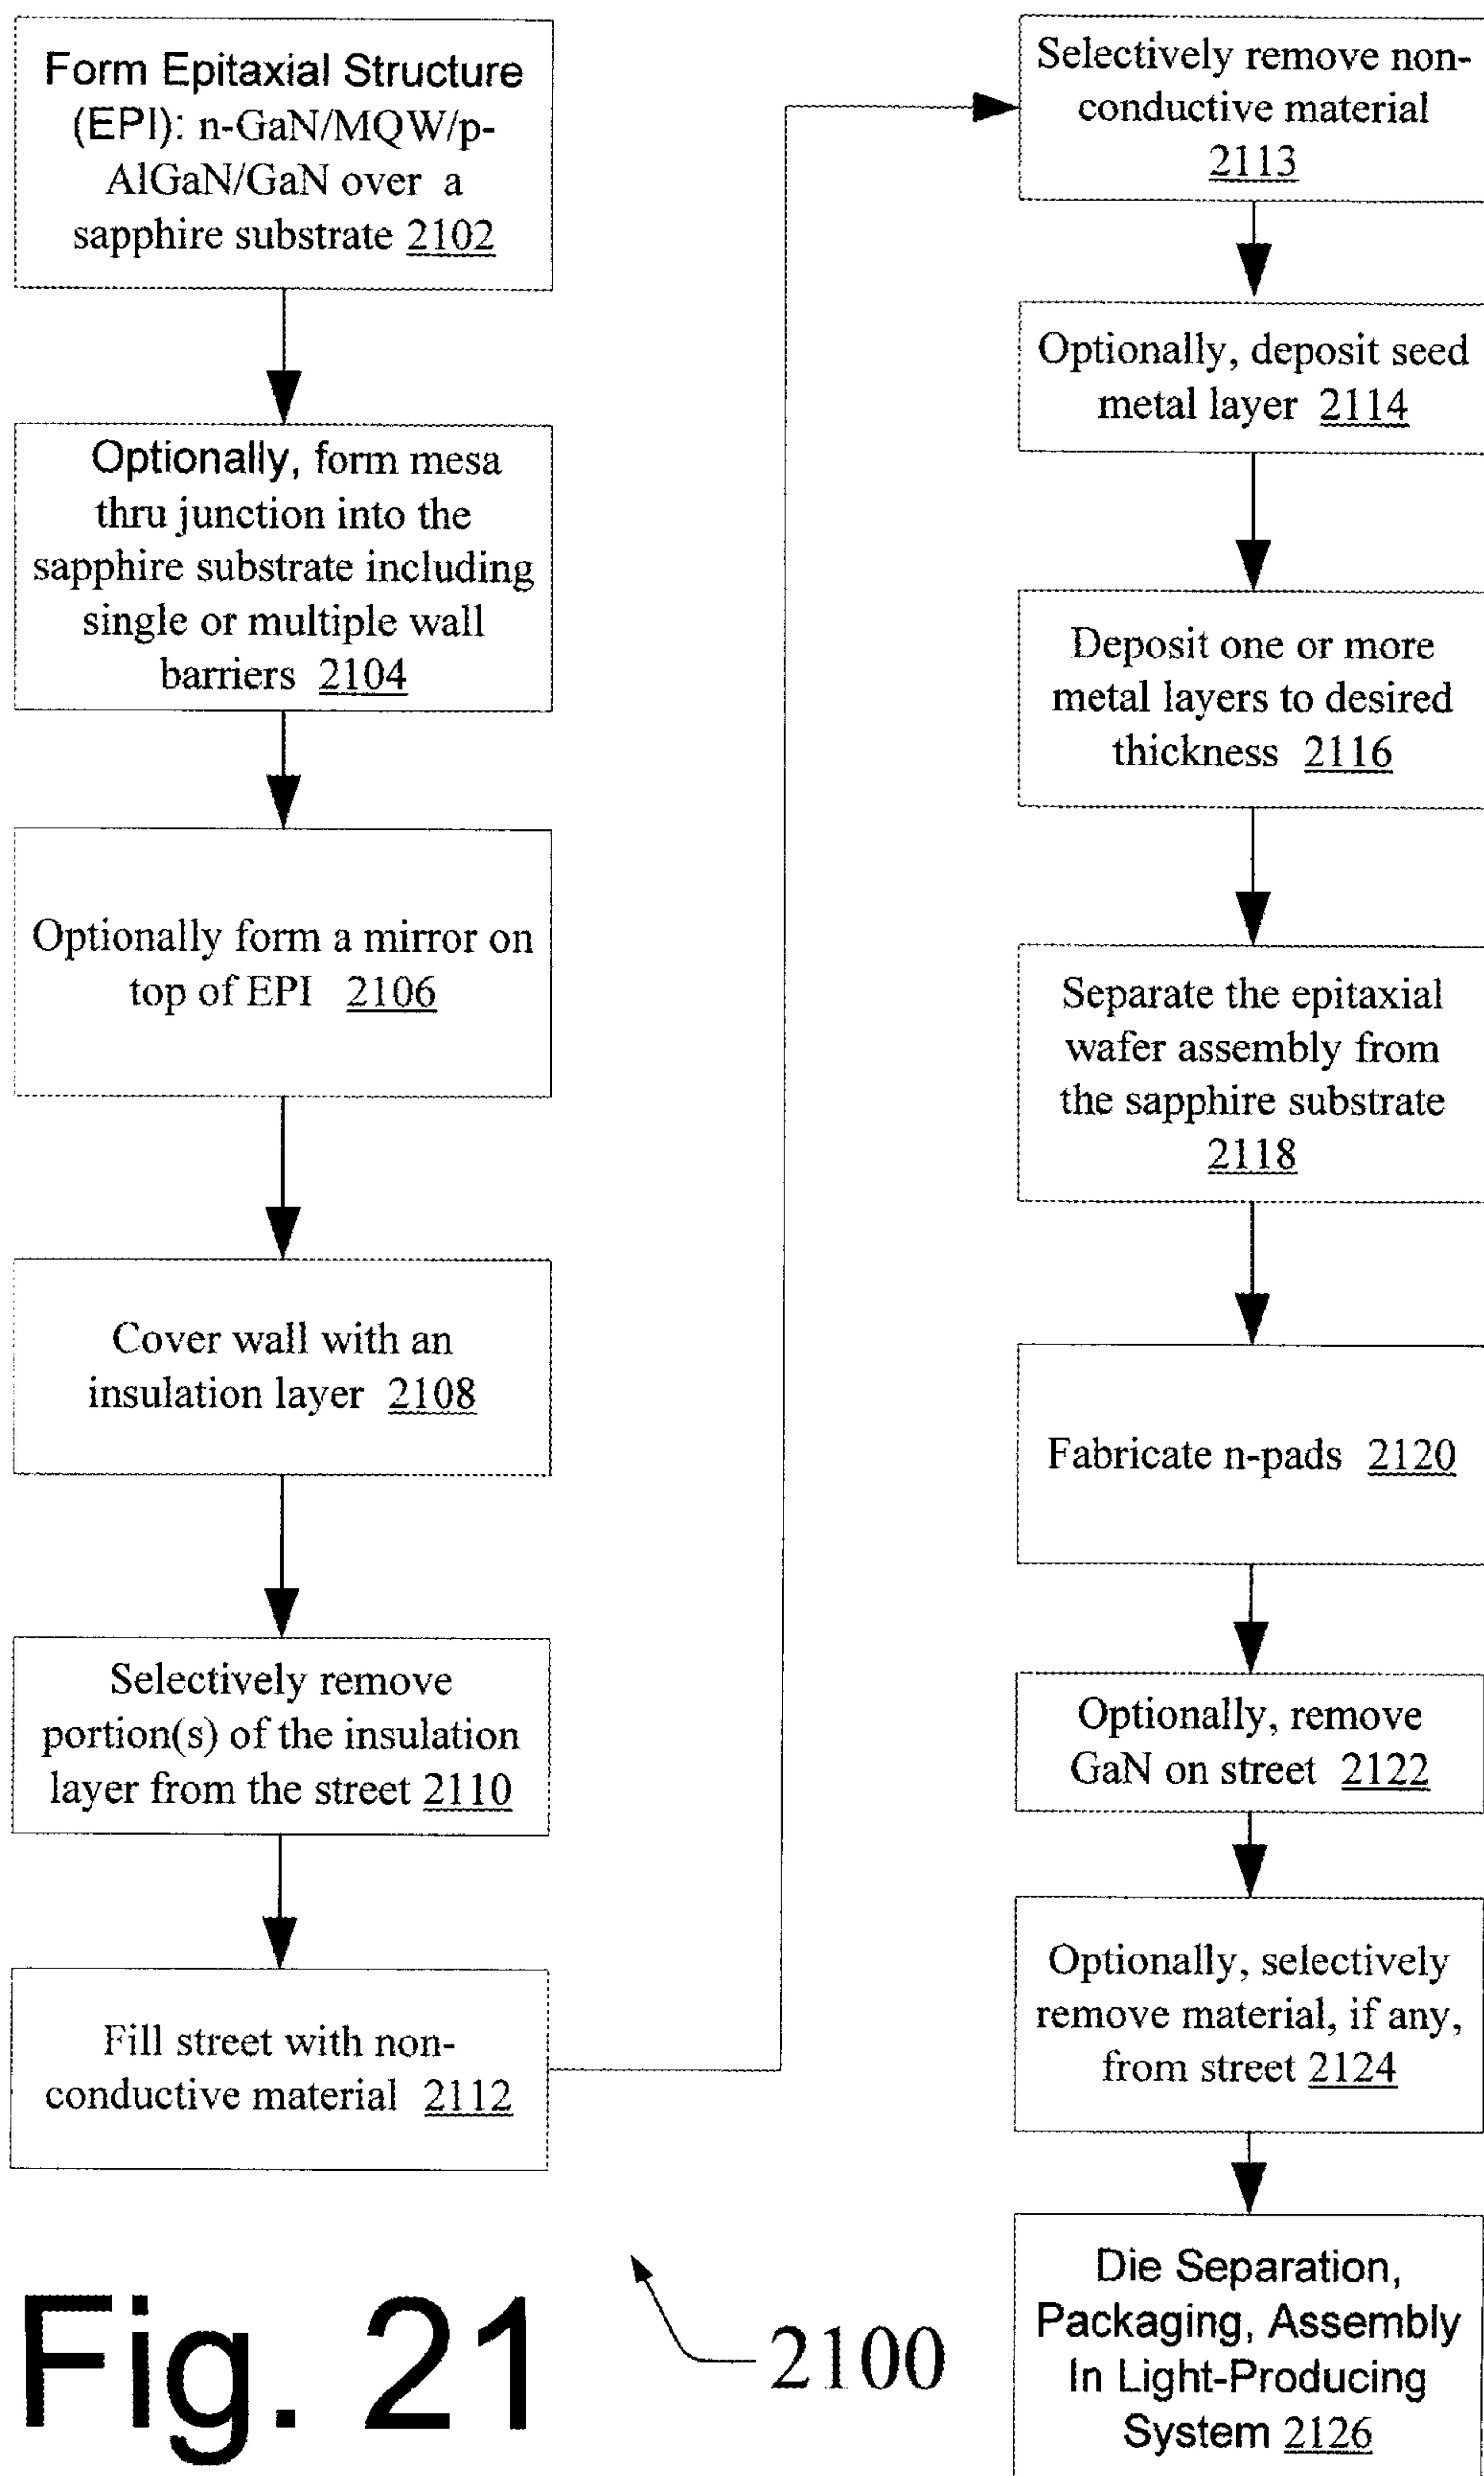 Form Epitaxial Structure
(EPI): n-GaN/MQW/p-
AlGaN/GaN over a
sapphire substrate 2102
Optionally, form mesa
thru junction into the
sapphire substrate including
single or multiple wall
barriers 2104
Optionally form a mirror on
top of EPI 2106
Cover wall with an
insulation layer 2108
Selectively remove
portion(s) of the insulation
layer from the street 2110
Fill street with non-
conductive material 2112
Selectively remove non-
conductive material
2113
Optionally, deposit seed
metal layer 2114
Deposit one or more
metal layers to desired
thickness 2116
Separate the epitaxial
wafer assembly from
the sapphire substrate
2118
Fabricate n-pads 2120
Optionally, remove
GaN on street 2122
Optionally, selectively
remove material, if any,
from street 2124
Die Separation,
Packaging, Assembly
In Light-Producing
System 2126
Fig. 21
2100